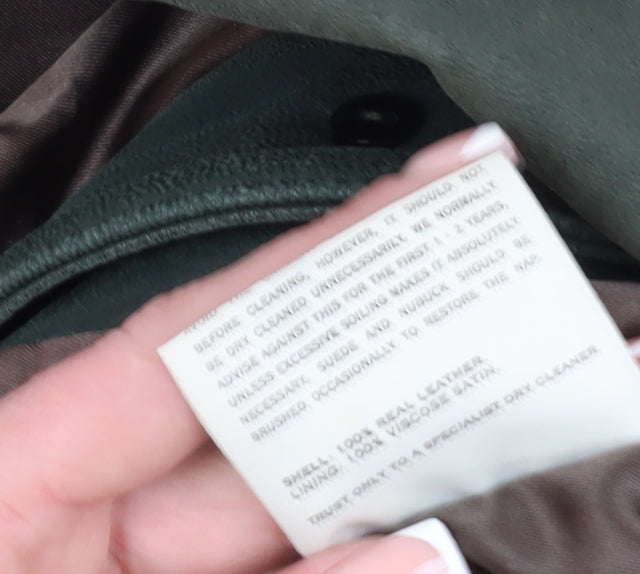 AVOID
BEFORE CLEANING, HOWEVER, IT SHOULD NOT
BE DRY CLEANED UNNECESSARILY. WE NORMALLY
ADVISE AGAINST THIS FOR THE FIRST 1 - 2 YEARS,
UNLESS EXCESSIVE SOILING MAKES IT ABSOLUTELY
NECESSARY. SUEDE AND NUBUCK SHOULD BE
BRUSHED OCCASIONALLY TO RESTORE THE NAP.
SHELL: 100% REAL LEATHER
LINING: 100% VISCOSE SATIN.
TRUST ONLY TO A SPECIALIST DRY CLEANER